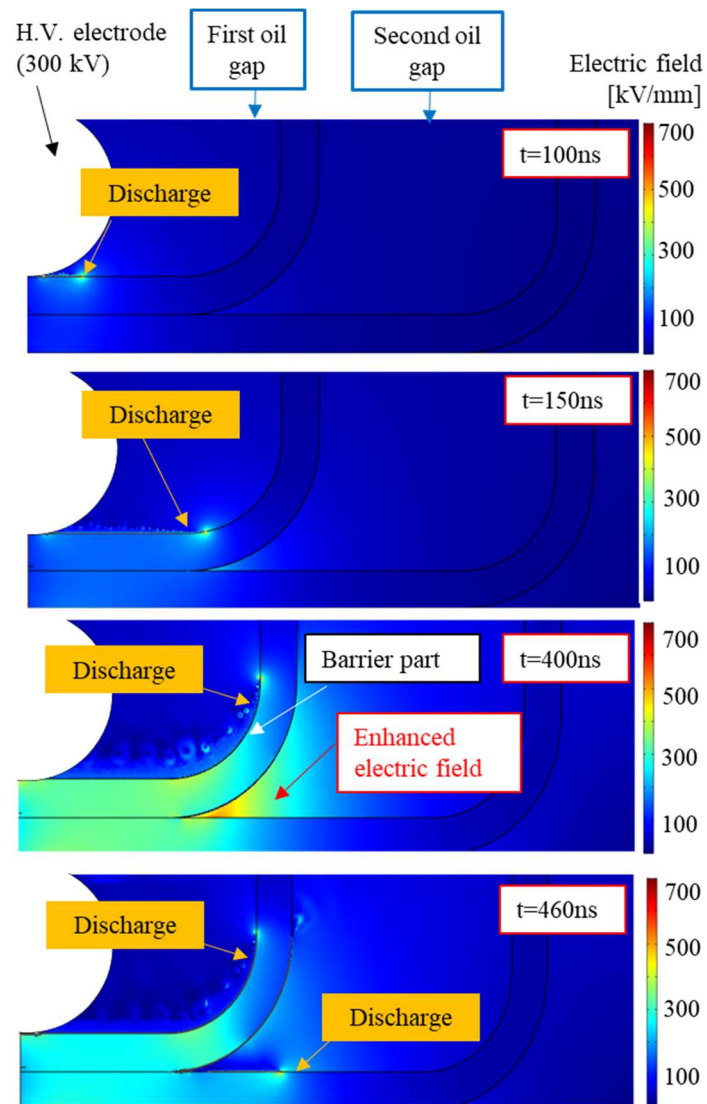 H.V. electrode
(300 kV)
First oil
gap
Second oil
gap
Electric field
[kV/mm]
t=100ns
Discharge
700
500
300
100
t=150ns
Discharge
700
500
300
100
t=400ns
Discharge
Barrier part
Enhanced
electric field
700
500
300
100
t=460ns
Discharge
Discharge
700
500
300
100